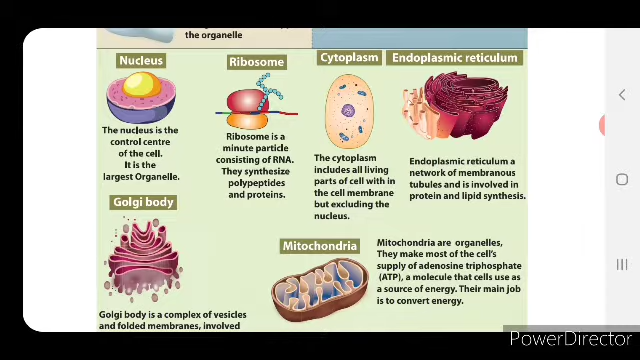 the organelle
Nucleus
The nucleus is the
control centre
of the cell.
It is the
largest Organelle.
Ribosome
Ribosome is a
minute particle
consisting of RNA.
They synthesize
polypeptides
and proteins.
Cytoplasm
The cytoplasm
includes all living
parts of cell with in
the cell membrane
but excluding the
nucleus.
Endoplasmic reticulum
Endoplasmic reticulum a
network of membranous
tubules and is involved in
protein and lipid synthesis.
Golgi body
Golgi body is a complex of vesicles
and folded membranes, involved
Mitochondria
Mitochondria are organelles,
They make most of the cell's
supply of adenosine triphosphate
(ATP), a molecule that cells use as
a source of energy. Their main job
is to convert energy.
PowerDirector